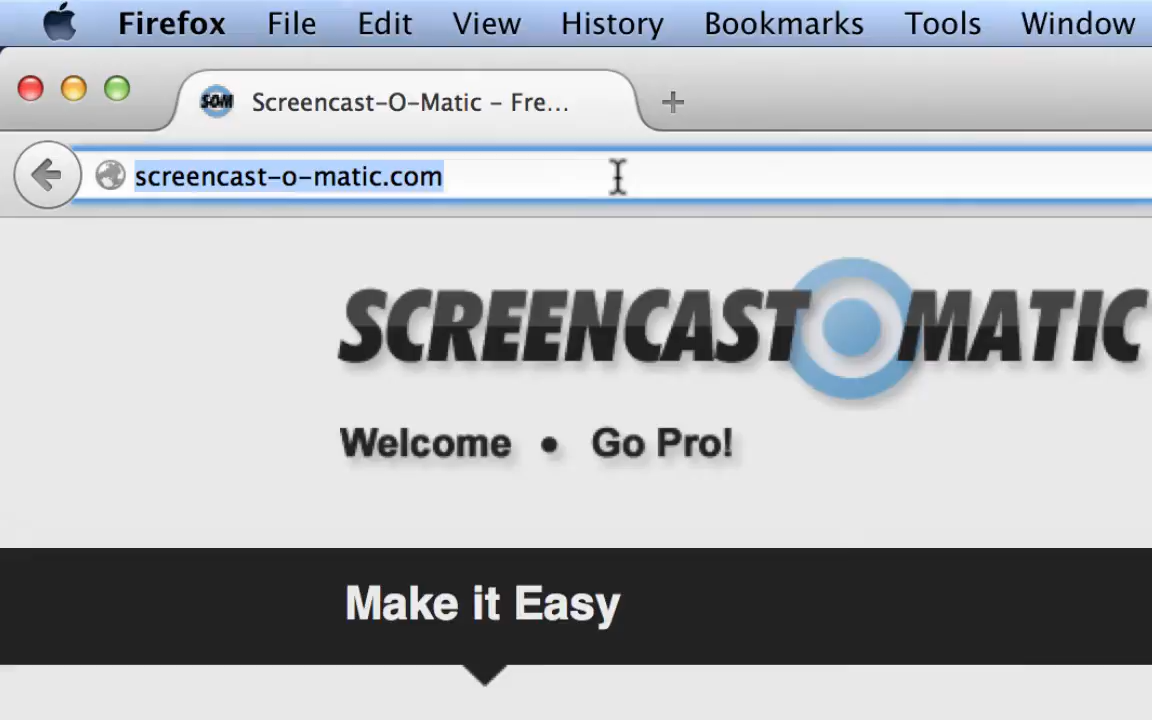 Firefox File Edit View History Bookmarks Tools Window
SOM Screencast-O-Matic - Fre...
screencast-o-matic.com
SCREENCAST O MATIC
Welcome • Go Pro!
Make it Easy